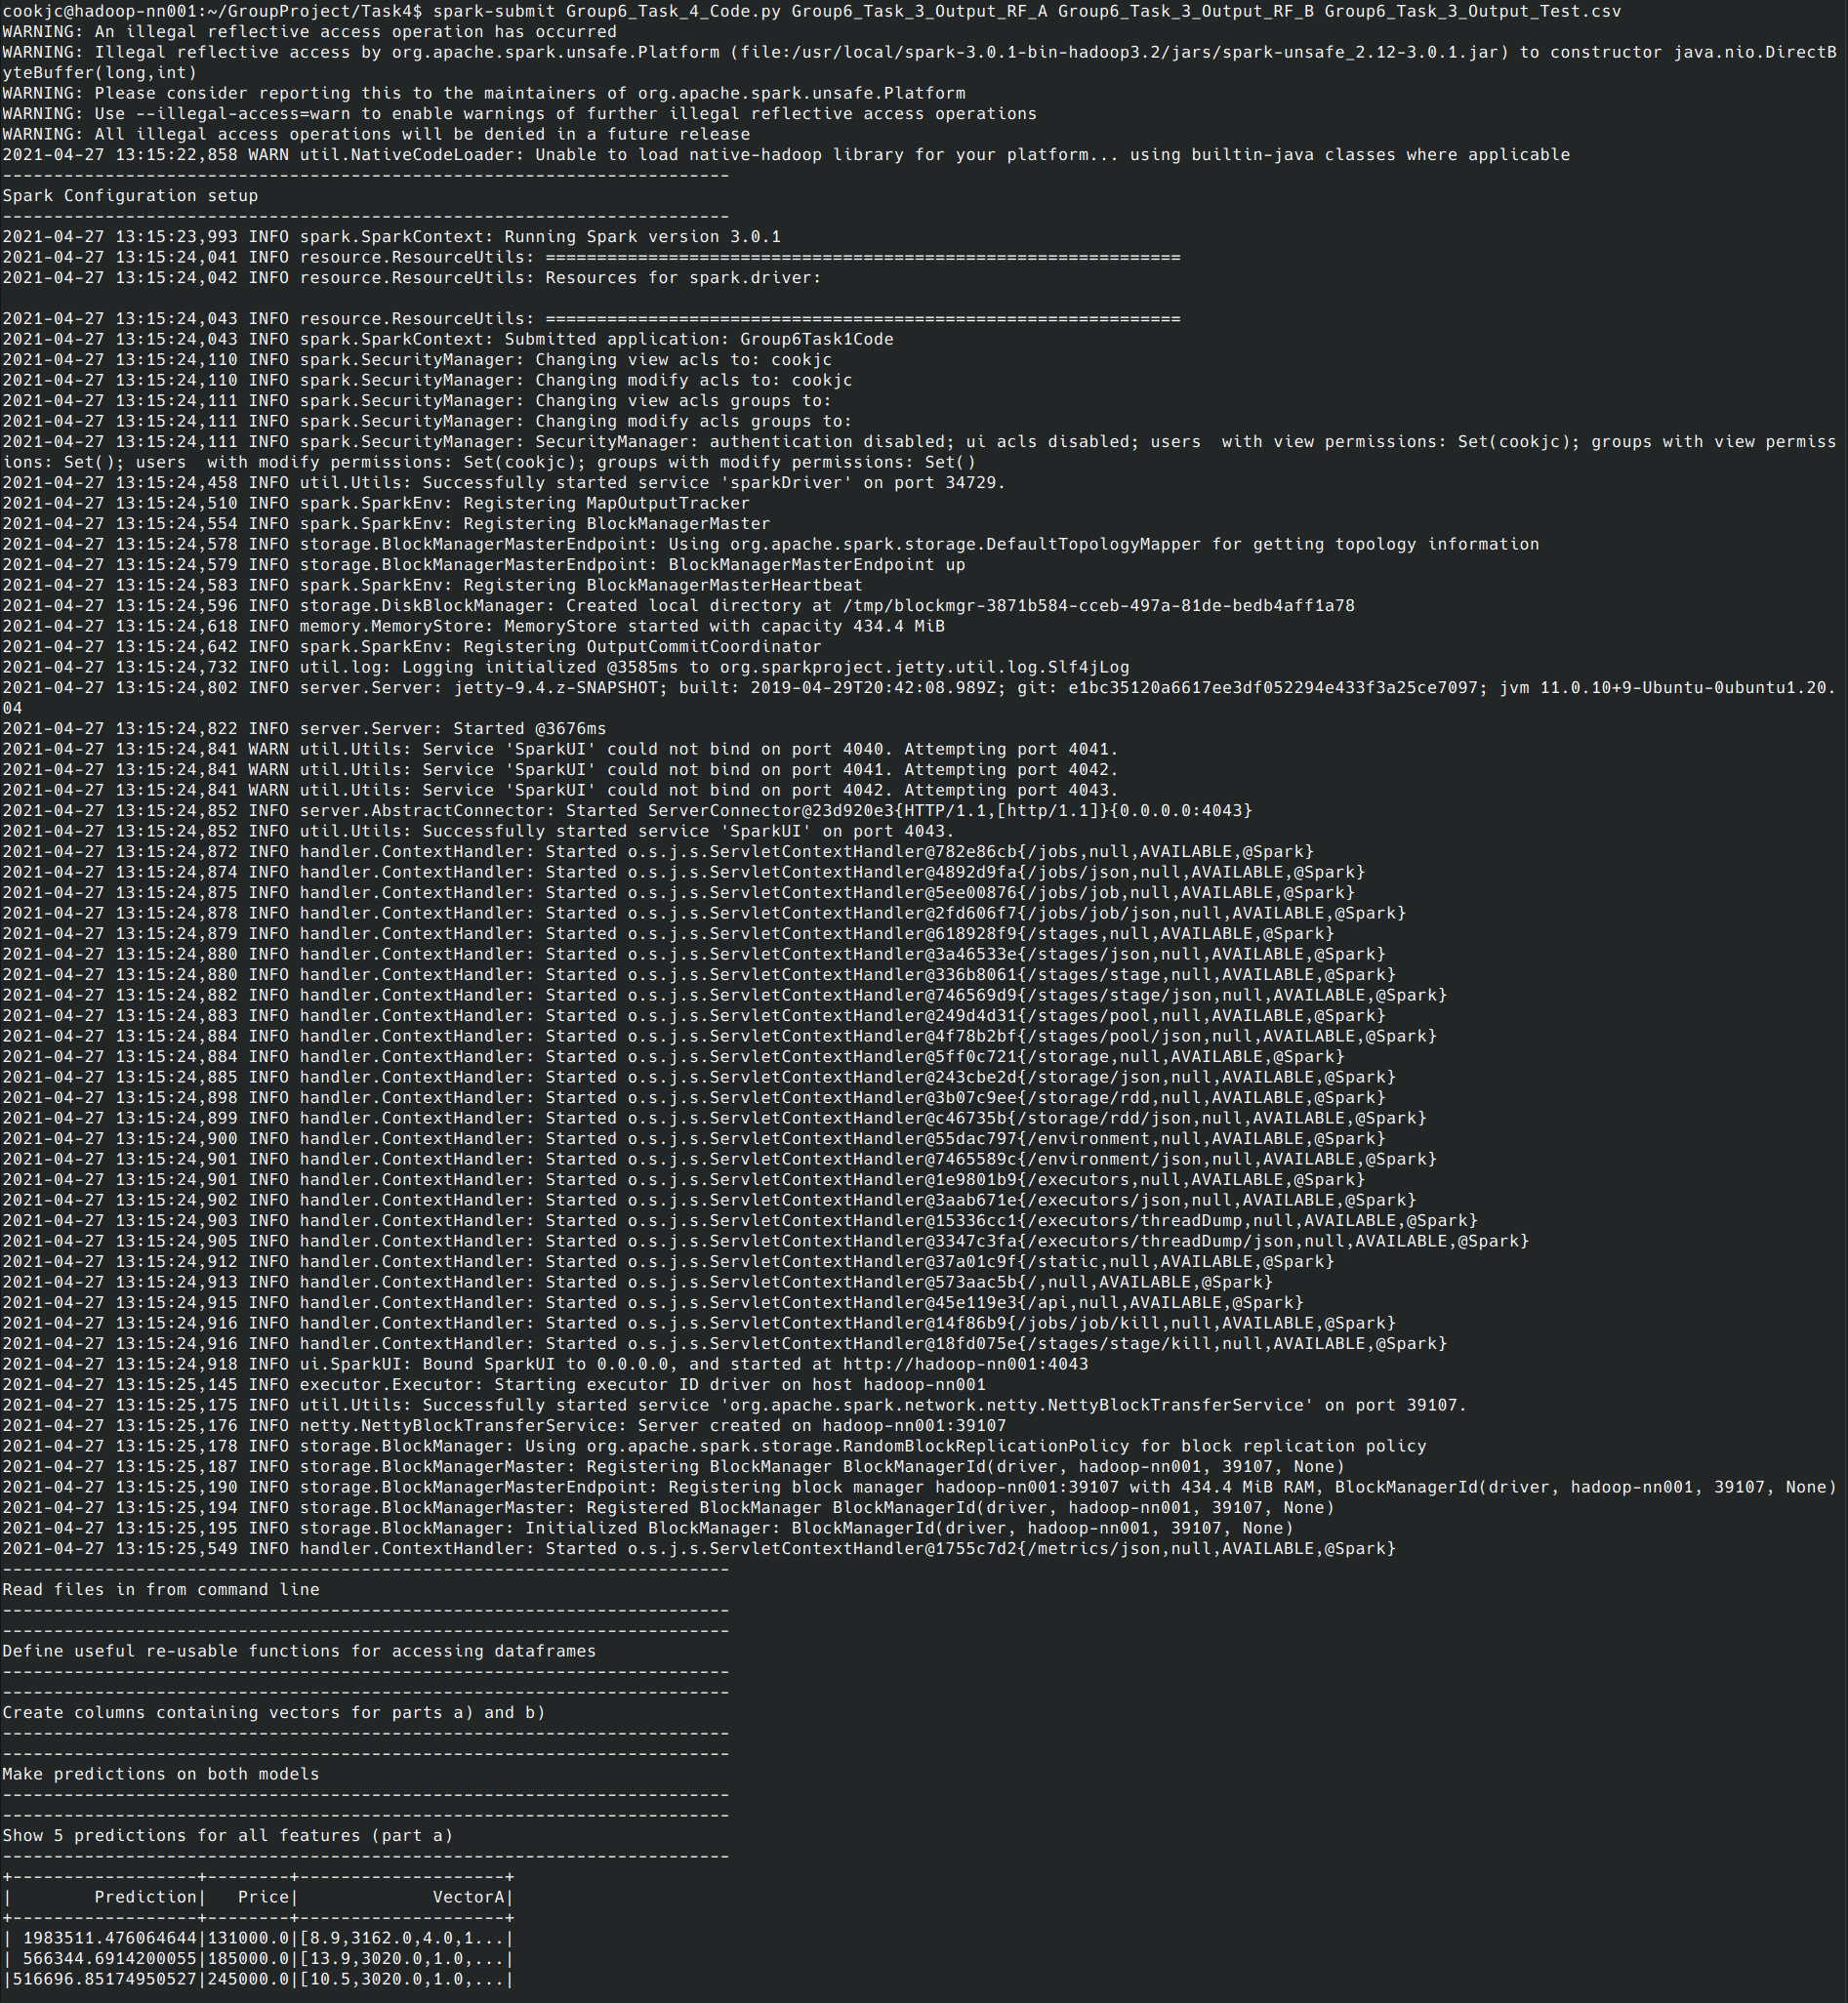 cookjc@hadoop-nn001:~/GroupProject/Task4$ spark-submit Group6_Task_4_Code.py Group6_Task_3_Output_RF_A Group6_Task_3_Output_RF_B Group6_Task_3_Output_Test.csv
WARNING: An illegal reflective access operation has occurred
WARNING: Illegal reflective access by org.apache.spark.unsafe.Platform (file:/usr/local/spark-3.0.1-bin-hadoop3.2/jars/spark-unsafe_2.12-3.0.1.jar) to constructor java.nio.DirectB
yteBuffer(long,int)
WARNING: Please consider reporting this to the maintainers of org.apache.spark.unsafe.Platform
WARNING: Use --illegal-access=warn to enable warnings of further illegal reflective access operations
WARNING: All illegal access operations will be denied in a future release
2021-04-27 13:15:22,858 WARN util.NativeCodeLoader: Unable to load native-hadoop library for your platform... using builtin-java classes where applicable
-----------------------------------------------------------------------
Spark Configuration setup
-----------------------------------------------------------------------
2021-04-27 13:15:23,993 INFO spark.SparkContext: Running Spark version 3.0.1
2021-04-27 13:15:24,041 INFO resource.ResourceUtils: ==============================================================
2021-04-27 13:15:24,042 INFO resource.ResourceUtils: Resources for spark.driver:

2021-04-27 13:15:24,043 INFO resource.ResourceUtils: ==============================================================
2021-04-27 13:15:24,043 INFO spark.SparkContext: Submitted application: Group6Task1Code
2021-04-27 13:15:24,110 INFO spark.SecurityManager: Changing view acls to: cookjc
2021-04-27 13:15:24,110 INFO spark.SecurityManager: Changing modify acls to: cookjc
2021-04-27 13:15:24,111 INFO spark.SecurityManager: Changing view acls groups to:
2021-04-27 13:15:24,111 INFO spark.SecurityManager: Changing modify acls groups to:
2021-04-27 13:15:24,111 INFO spark.SecurityManager: SecurityManager: authentication disabled; ui acls disabled; users  with view permissions: Set(cookjc); groups with view permiss
ions: Set(); users  with modify permissions: Set(cookjc); groups with modify permissions: Set()
2021-04-27 13:15:24,458 INFO util.Utils: Successfully started service 'sparkDriver' on port 34729.
2021-04-27 13:15:24,510 INFO spark.SparkEnv: Registering MapOutputTracker
2021-04-27 13:15:24,554 INFO spark.SparkEnv: Registering BlockManagerMaster
2021-04-27 13:15:24,578 INFO storage.BlockManagerMasterEndpoint: Using org.apache.spark.storage.DefaultTopologyMapper for getting topology information
2021-04-27 13:15:24,579 INFO storage.BlockManagerMasterEndpoint: BlockManagerMasterEndpoint up
2021-04-27 13:15:24,583 INFO spark.SparkEnv: Registering BlockManagerMasterHeartbeat
2021-04-27 13:15:24,596 INFO storage.DiskBlockManager: Created local directory at /tmp/blockmgr-3871b584-cceb-497a-81de-bedb4aff1a78
2021-04-27 13:15:24,618 INFO memory.MemoryStore: MemoryStore started with capacity 434.4 MiB
2021-04-27 13:15:24,642 INFO spark.SparkEnv: Registering OutputCommitCoordinator
2021-04-27 13:15:24,732 INFO util.log: Logging initialized @3585ms to org.sparkproject.jetty.util.log.Slf4jLog
2021-04-27 13:15:24,802 INFO server.Server: jetty-9.4.z-SNAPSHOT; built: 2019-04-29T20:42:08.989Z; git: e1bc35120a6617ee3df052294e433f3a25ce7097; jvm 11.0.10+9-Ubuntu-0ubuntu1.20.
04
2021-04-27 13:15:24,822 INFO server.Server: Started @3676ms
2021-04-27 13:15:24,841 WARN util.Utils: Service 'SparkUI' could not bind on port 4040. Attempting port 4041.
2021-04-27 13:15:24,841 WARN util.Utils: Service 'SparkUI' could not bind on port 4041. Attempting port 4042.
2021-04-27 13:15:24,841 WARN util.Utils: Service 'SparkUI' could not bind on port 4042. Attempting port 4043.
2021-04-27 13:15:24,852 INFO server.AbstractConnector: Started ServerConnector@23d920e3{HTTP/1.1,[http/1.1]}{0.0.0.0:4043}
2021-04-27 13:15:24,852 INFO util.Utils: Successfully started service 'SparkUI' on port 4043.
2021-04-27 13:15:24,872 INFO handler.ContextHandler: Started o.s.j.s.ServletContextHandler@782e86cb{/jobs,null,AVAILABLE,@Spark}
2021-04-27 13:15:24,874 INFO handler.ContextHandler: Started o.s.j.s.ServletContextHandler@4892d9fa{/jobs/json,null,AVAILABLE,@Spark}
2021-04-27 13:15:24,875 INFO handler.ContextHandler: Started o.s.j.s.ServletContextHandler@5ee00876{/jobs/job,null,AVAILABLE,@Spark}
2021-04-27 13:15:24,878 INFO handler.ContextHandler: Started o.s.j.s.ServletContextHandler@2fd606f7{/jobs/job/json,null,AVAILABLE,@Spark}
2021-04-27 13:15:24,879 INFO handler.ContextHandler: Started o.s.j.s.ServletContextHandler@618928f9{/stages,null,AVAILABLE,@Spark}
2021-04-27 13:15:24,880 INFO handler.ContextHandler: Started o.s.j.s.ServletContextHandler@3a46533e{/stages/json,null,AVAILABLE,@Spark}
2021-04-27 13:15:24,880 INFO handler.ContextHandler: Started o.s.j.s.ServletContextHandler@336b8061{/stages/stage,null,AVAILABLE,@Spark}
2021-04-27 13:15:24,882 INFO handler.ContextHandler: Started o.s.j.s.ServletContextHandler@746569d9{/stages/stage/json,null,AVAILABLE,@Spark}
2021-04-27 13:15:24,883 INFO handler.ContextHandler: Started o.s.j.s.ServletContextHandler@249d4d31{/stages/pool,null,AVAILABLE,@Spark}
2021-04-27 13:15:24,884 INFO handler.ContextHandler: Started o.s.j.s.ServletContextHandler@4f78b2bf{/stages/pool/json,null,AVAILABLE,@Spark}
2021-04-27 13:15:24,884 INFO handler.ContextHandler: Started o.s.j.s.ServletContextHandler@5ff0c721{/storage,null,AVAILABLE,@Spark}
2021-04-27 13:15:24,885 INFO handler.ContextHandler: Started o.s.j.s.ServletContextHandler@243cbe2d{/storage/json,null,AVAILABLE,@Spark}
2021-04-27 13:15:24,898 INFO handler.ContextHandler: Started o.s.j.s.ServletContextHandler@3b07c9ee{/storage/rdd,null,AVAILABLE,@Spark}
2021-04-27 13:15:24,899 INFO handler.ContextHandler: Started o.s.j.s.ServletContextHandler@c46735b{/storage/rdd/json,null,AVAILABLE,@Spark}
2021-04-27 13:15:24,900 INFO handler.ContextHandler: Started o.s.j.s.ServletContextHandler@55dac797{/environment,null,AVAILABLE,@Spark}
2021-04-27 13:15:24,901 INFO handler.ContextHandler: Started o.s.j.s.ServletContextHandler@7465589c{/environment/json,null,AVAILABLE,@Spark}
2021-04-27 13:15:24,901 INFO handler.ContextHandler: Started o.s.j.s.ServletContextHandler@1e9801b9{/executors,null,AVAILABLE,@Spark}
2021-04-27 13:15:24,902 INFO handler.ContextHandler: Started o.s.j.s.ServletContextHandler@3aab671e{/executors/json,null,AVAILABLE,@Spark}
2021-04-27 13:15:24,903 INFO handler.ContextHandler: Started o.s.j.s.ServletContextHandler@15336cc1{/executors/threadDump,null,AVAILABLE,@Spark}
2021-04-27 13:15:24,905 INFO handler.ContextHandler: Started o.s.j.s.ServletContextHandler@3347c3fa{/executors/threadDump/json,null,AVAILABLE,@Spark}
2021-04-27 13:15:24,912 INFO handler.ContextHandler: Started o.s.j.s.ServletContextHandler@37a01c9f{/static,null,AVAILABLE,@Spark}
2021-04-27 13:15:24,913 INFO handler.ContextHandler: Started o.s.j.s.ServletContextHandler@573aac5b{/,null,AVAILABLE,@Spark}
2021-04-27 13:15:24,915 INFO handler.ContextHandler: Started o.s.j.s.ServletContextHandler@45e119e3{/api,null,AVAILABLE,@Spark}
2021-04-27 13:15:24,916 INFO handler.ContextHandler: Started o.s.j.s.ServletContextHandler@14f86b9{/jobs/job/kill,null,AVAILABLE,@Spark}
2021-04-27 13:15:24,916 INFO handler.ContextHandler: Started o.s.j.s.ServletContextHandler@18fd075e{/stages/stage/kill,null,AVAILABLE,@Spark}
2021-04-27 13:15:24,918 INFO ui.SparkUI: Bound SparkUI to 0.0.0.0, and started at http://hadoop-nn001:4043
2021-04-27 13:15:25,145 INFO executor.Executor: Starting executor ID driver on host hadoop-nn001
2021-04-27 13:15:25,175 INFO util.Utils: Successfully started service 'org.apache.spark.network.netty.NettyBlockTransferService' on port 39107.
2021-04-27 13:15:25,176 INFO netty.NettyBlockTransferService: Server created on hadoop-nn001:39107
2021-04-27 13:15:25,178 INFO storage.BlockManager: Using org.apache.spark.storage.RandomBlockReplicationPolicy for block replication policy
2021-04-27 13:15:25,187 INFO storage.BlockManagerMaster: Registering BlockManager BlockManagerId(driver, hadoop-nn001, 39107, None)
2021-04-27 13:15:25,190 INFO storage.BlockManagerMasterEndpoint: Registering block manager hadoop-nn001:39107 with 434.4 MiB RAM, BlockManagerId(driver, hadoop-nn001, 39107, None)
2021-04-27 13:15:25,194 INFO storage.BlockManagerMaster: Registered BlockManager BlockManagerId(driver, hadoop-nn001, 39107, None)
2021-04-27 13:15:25,195 INFO storage.BlockManager: Initialized BlockManager: BlockManagerId(driver, hadoop-nn001, 39107, None)
2021-04-27 13:15:25,549 INFO handler.ContextHandler: Started o.s.j.s.ServletContextHandler@1755c7d2{/metrics/json,null,AVAILABLE,@Spark}
-----------------------------------------------------------------------
Read files in from command line
-----------------------------------------------------------------------
-----------------------------------------------------------------------
Define useful re-usable functions for accessing dataframes
-----------------------------------------------------------------------
-----------------------------------------------------------------------
Create columns containing vectors for parts a) and b)
-----------------------------------------------------------------------
-----------------------------------------------------------------------
Make predictions on both models
-----------------------------------------------------------------------
-----------------------------------------------------------------------
Show 5 predictions for all features (part a)
-----------------------------------------------------------------------
+------------------+--------+--------------------+
|        Prediction|   Price|             VectorA|
+------------------+--------+--------------------+
| 1983511.476064644|131000.0|[8.9,3162.0,4.0,1...|
| 566344.6914200055|185000.0|[13.9,3020.0,1.0,...|
|516696.85174950527|245000.0|[10.5,3020.0,1.0,...|